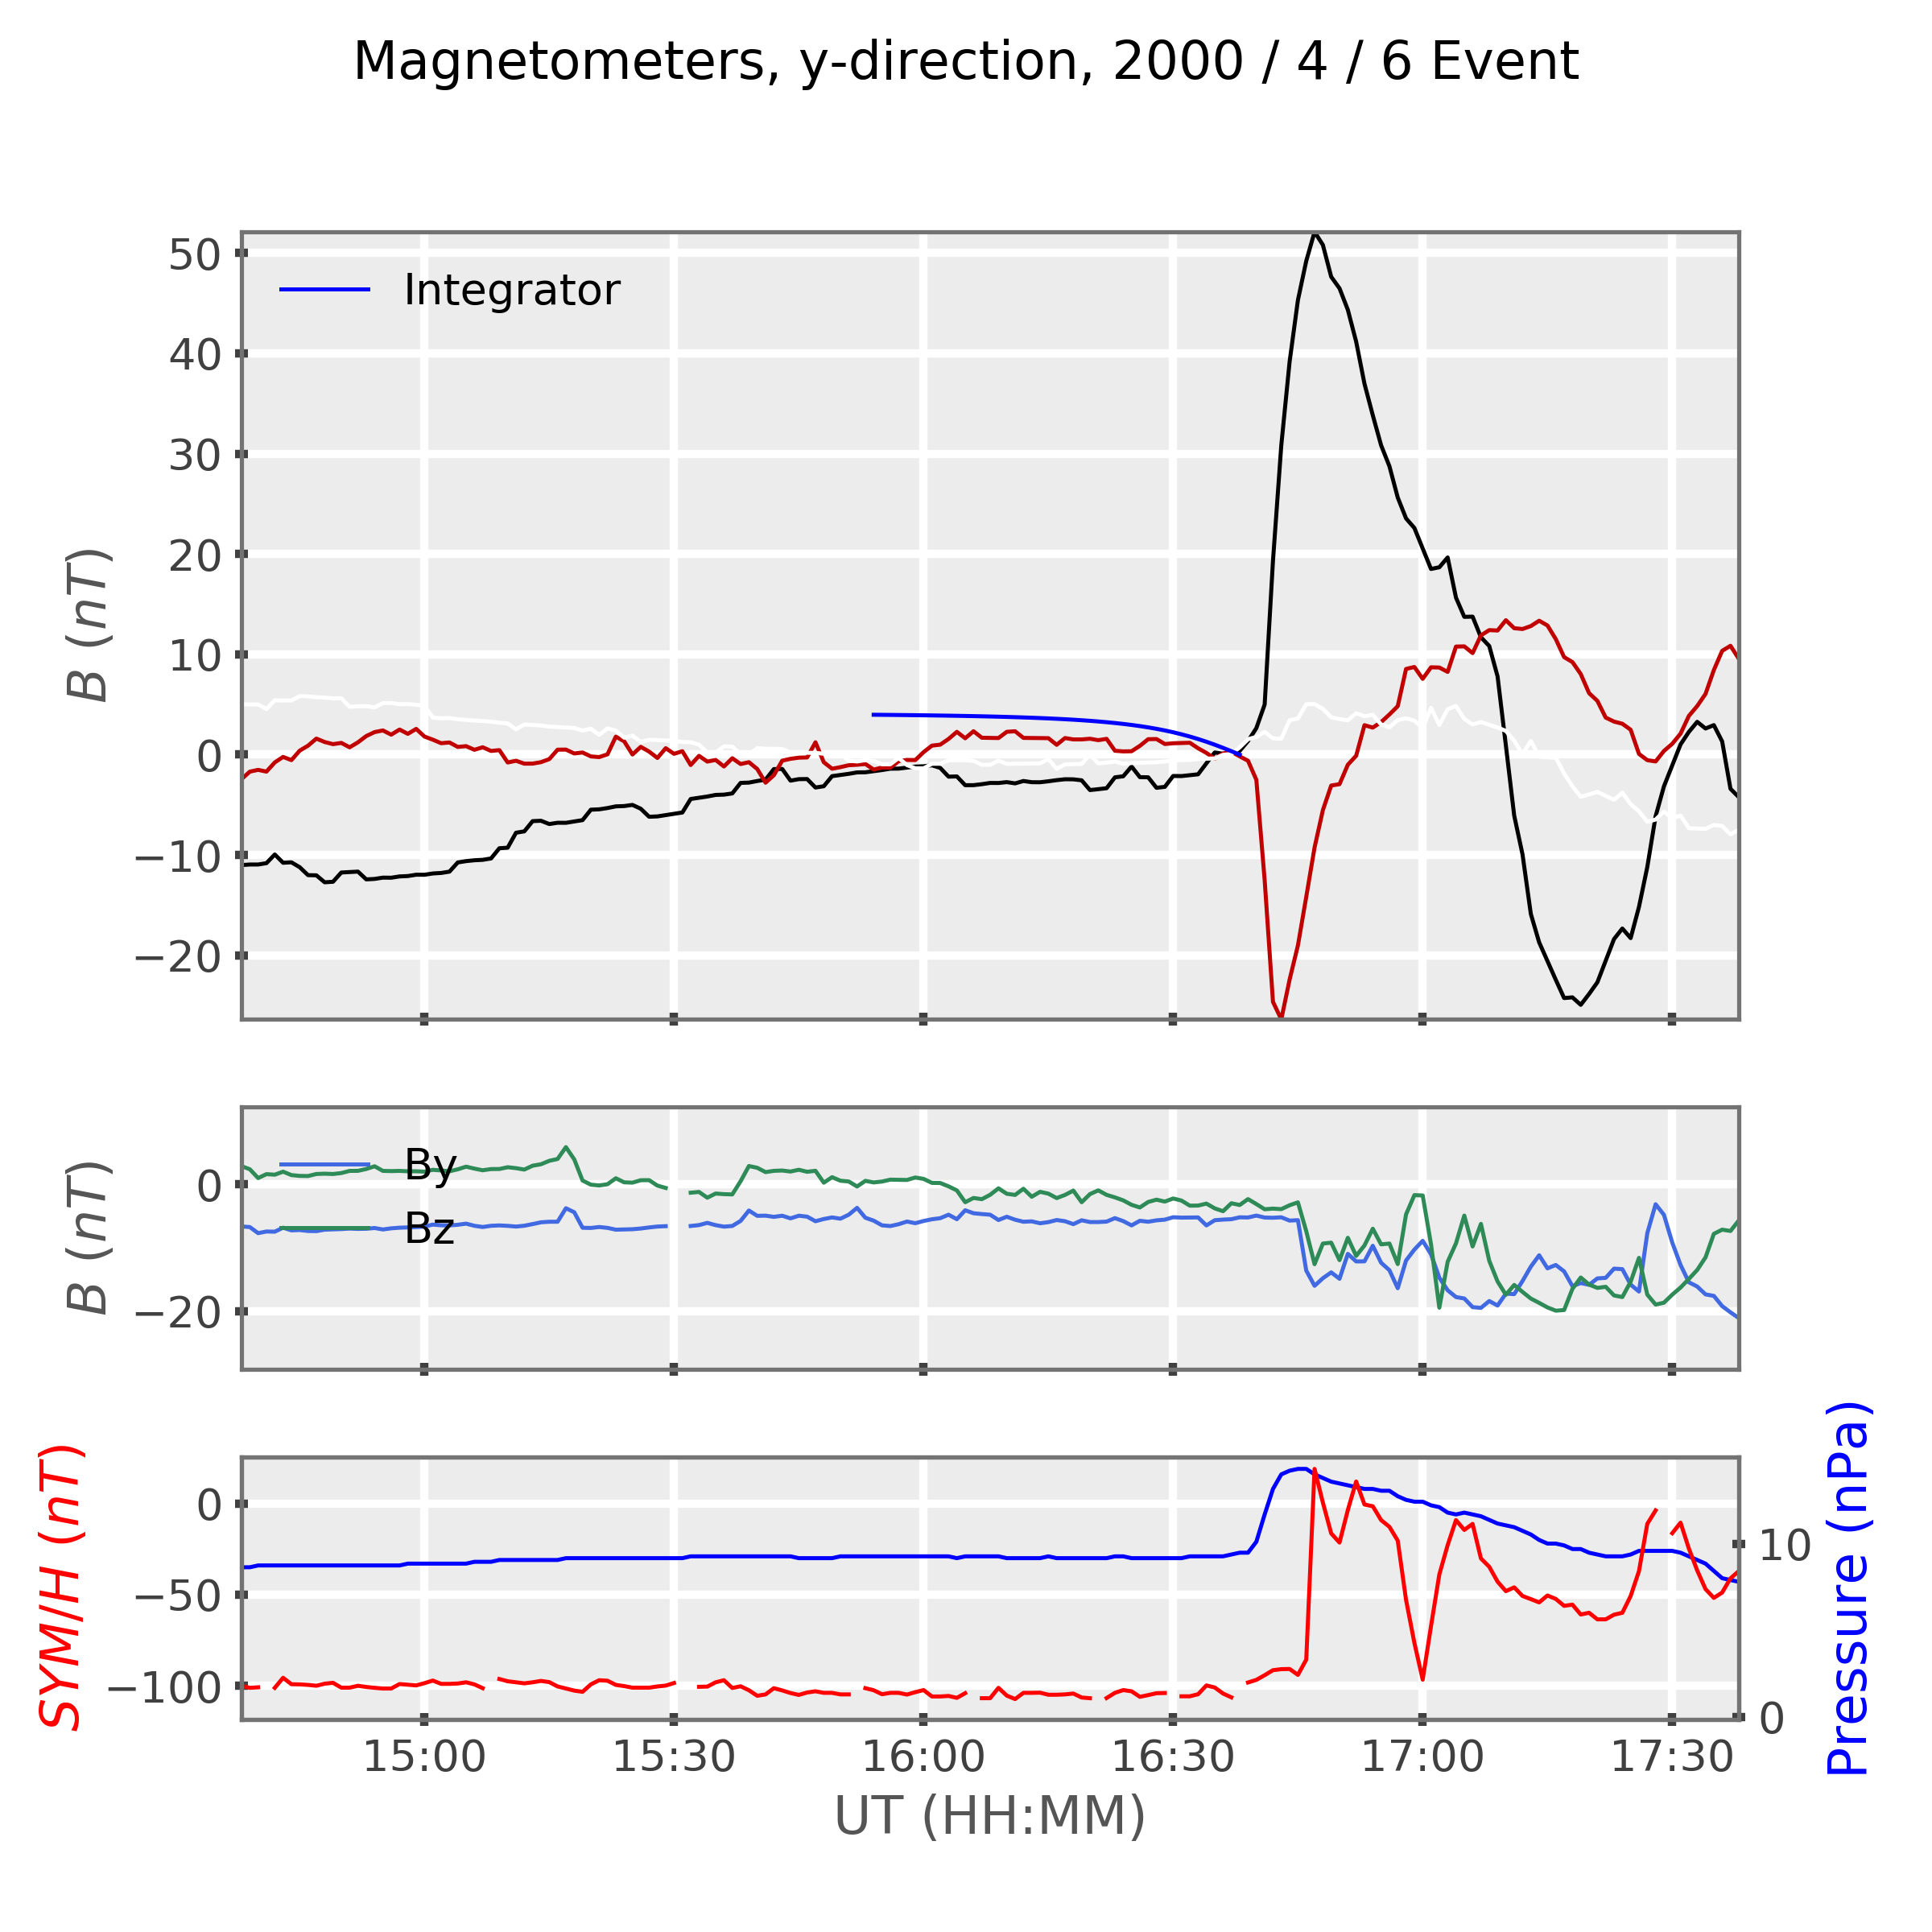 Magnetometers, y-direction, 2000 / 4 / 6 Event
50
40
30
20
10
0
−10
−20
B (nT)
Integrator
0
−20
B (nT)
By
Bz
0
−50
−100
SYM/H (nT)
10
0
Pressure (nPa)
15:00 15:30 16:00 16:30 17:00 17:30
UT (HH:MM)